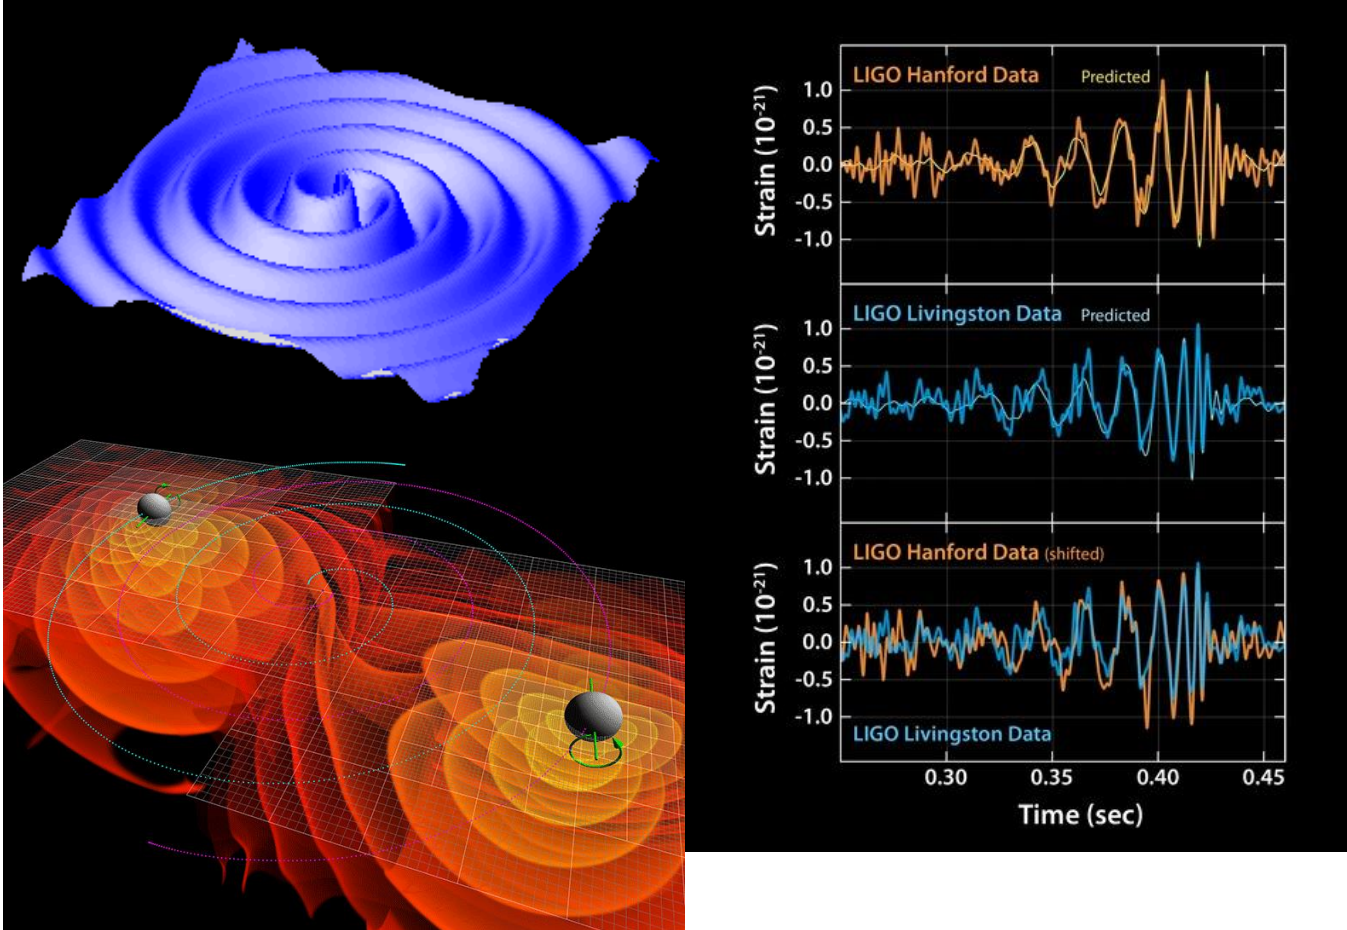 LIGO Hanford Data
Predicted
1.0
0.5
0.0
-0.5
-1.0
Strain (10⁻²¹)
LIGO Livingston Data
Predicted
1.0
0.5
0.0
-0.5
-1.0
Strain (10⁻²¹)
LIGO Hanford Data (shifted)
1.0
0.5
0.0
-0.5
-1.0
Strain (10⁻²¹)
LIGO Livingston Data
0.30 0.35 0.40 0.45
Time (sec)